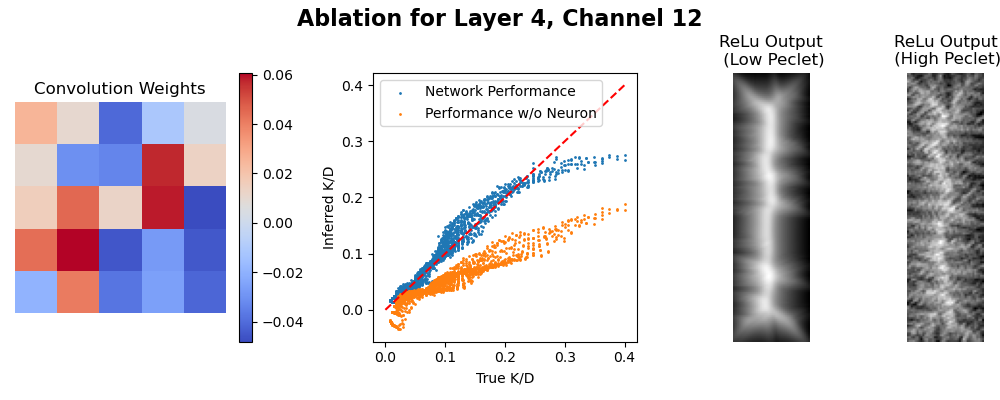 Ablation for Layer 4, Channel 12
Convolution Weights
0.06
0.04
0.02
0.00
−0.02
−0.04
Network Performance
Performance w/o Neuron
Inferred K/D
0.4
0.3
0.2
0.1
0.0
0.0 0.1 0.2 0.3 0.4
True K/D
ReLu Output
(Low Peclet)
ReLu Output
(High Peclet)